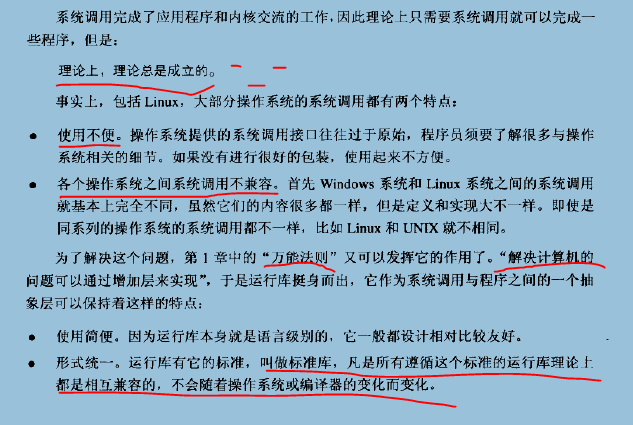 系统调用完成了应用程序和内核交流的工作，因此理论上只需要系统调用就可以完成一
些程序，但是：
理论上，理论总是成立的。
事实上，包括 Linux，大部分操作系统的系统调用都有两个特点：
● 使用不便。操作系统提供的系统调用接口往往过于原始，程序员须要了解很多与操作
系统相关的细节。如果没有进行很好的包装，使用起来不方便。
● 各个操作系统之间系统调用不兼容。首先 Windows 系统和 Linux 系统之间的系统调用
就基本上完全不同，虽然它们的内容很多都一样，但是定义和实现大不一样。即使是
同系列的操作系统的系统调用都不一样，比如 Linux 和 UNIX 就不相同。
为了解决这个问题，第 1 章中的“万能法则”又可以发挥它的作用了。“解决计算机的
问题可以通过增加层来实现”，于是运行库挺身而出，它作为系统调用与程序之间的一个抽
象层可以保持着这样的特点：
● 使用简便。因为运行库本身就是语言级别的，它一般都设计相对比较友好。
● 形式统一。运行库有它的标准，叫做标准库，凡是所有遵循这个标准的运行库理论上
都是相互兼容的，不会随着操作系统或编译器的变化而变化。